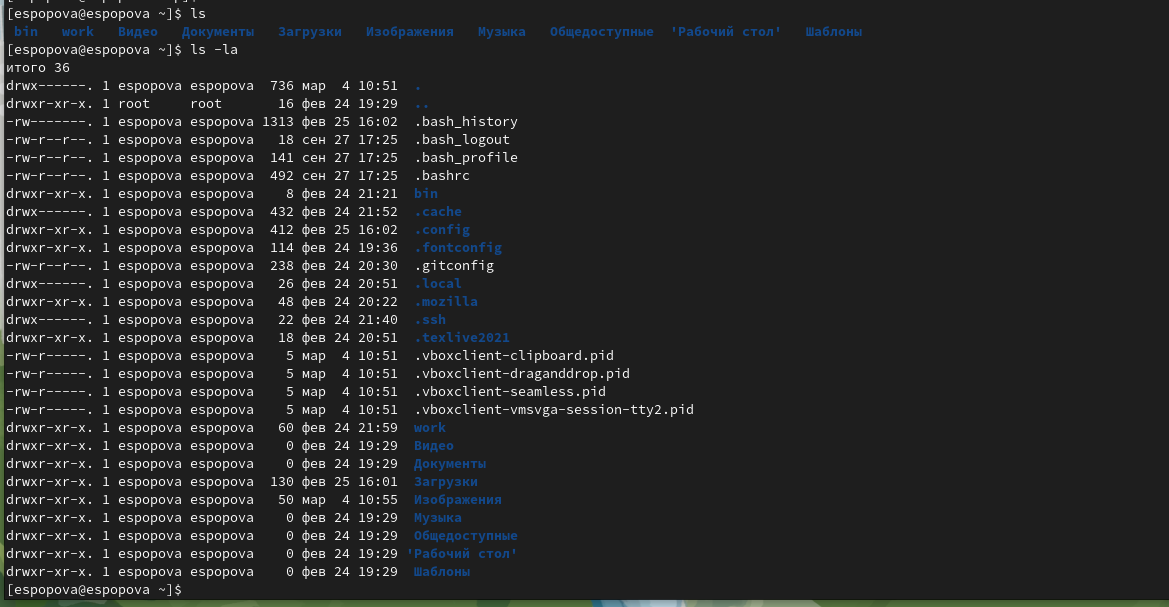 [espopova@espopova ~]$ ls
bin work Видео Документы Загрузки Изображения Музыка Общедоступные 'Рабочий стол' Шаблоны
[espopova@espopova ~]$ ls -la
итого 36
drwx------. 1 espopova espopova 736 мар 4 10:51 .
drwxr-xr-x. 1 root root 16 фев 24 19:29 ..
-rw-------. 1 espopova espopova 1313 фев 25 16:02 .bash_history
-rw-r--r--. 1 espopova espopova 18 сен 27 17:25 .bash_logout
-rw-r--r--. 1 espopova espopova 141 сен 27 17:25 .bash_profile
-rw-r--r--. 1 espopova espopova 492 сен 27 17:25 .bashrc
drwxr-xr-x. 1 espopova espopova 8 фев 24 21:21 bin
drwx------. 1 espopova espopova 432 фев 24 21:52 .cache
drwxr-xr-x. 1 espopova espopova 412 фев 25 16:02 .config
drwxr-xr-x. 1 espopova espopova 114 фев 24 19:36 .fontconfig
-rw-r--r--. 1 espopova espopova 238 фев 24 20:30 .gitconfig
drwx------. 1 espopova espopova 26 фев 24 20:51 .local
drwxr-xr-x. 1 espopova espopova 48 фев 24 20:22 .mozilla
drwx------. 1 espopova espopova 22 фев 24 21:40 .ssh
drwxr-xr-x. 1 espopova espopova 18 фев 24 20:51 .texlive2021
-rw-r-----. 1 espopova espopova 5 мар 4 10:51 .vboxclient-clipboard.pid
-rw-r-----. 1 espopova espopova 5 мар 4 10:51 .vboxclient-draganddrop.pid
-rw-r-----. 1 espopova espopova 5 мар 4 10:51 .vboxclient-seamless.pid
-rw-r-----. 1 espopova espopova 5 мар 4 10:51 .vboxclient-vmsvga-session-tty2.pid
drwxr-xr-x. 1 espopova espopova 60 фев 24 21:59 work
drwxr-xr-x. 1 espopova espopova 0 фев 24 19:29 Видео
drwxr-xr-x. 1 espopova espopova 0 фев 24 19:29 Документы
drwxr-xr-x. 1 espopova espopova 130 фев 25 16:01 Загрузки
drwxr-xr-x. 1 espopova espopova 50 мар 4 10:55 Изображения
drwxr-xr-x. 1 espopova espopova 0 фев 24 19:29 Музыка
drwxr-xr-x. 1 espopova espopova 0 фев 24 19:29 Общедоступные
drwxr-xr-x. 1 espopova espopova 0 фев 24 19:29 'Рабочий стол'
drwxr-xr-x. 1 espopova espopova 0 фев 24 19:29 Шаблоны
[espopova@espopova ~]$